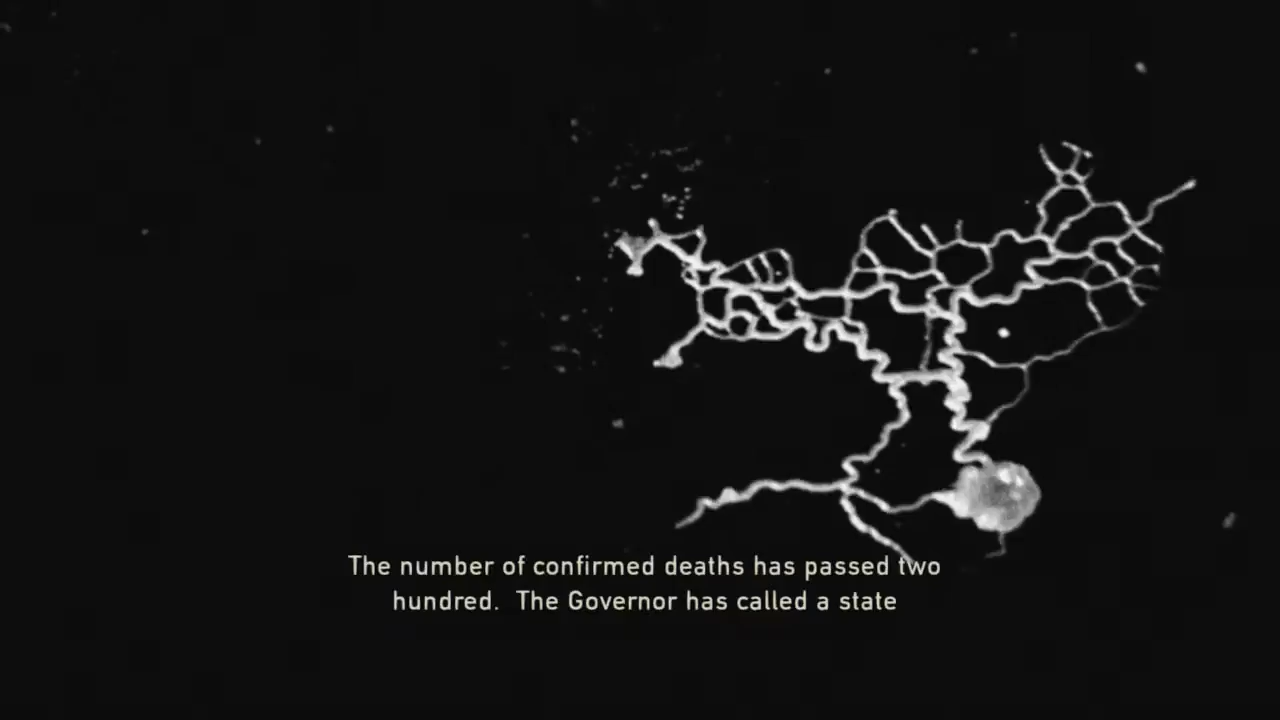 The number of confirmed deaths has passed two
hundred.  The Governor has called a state